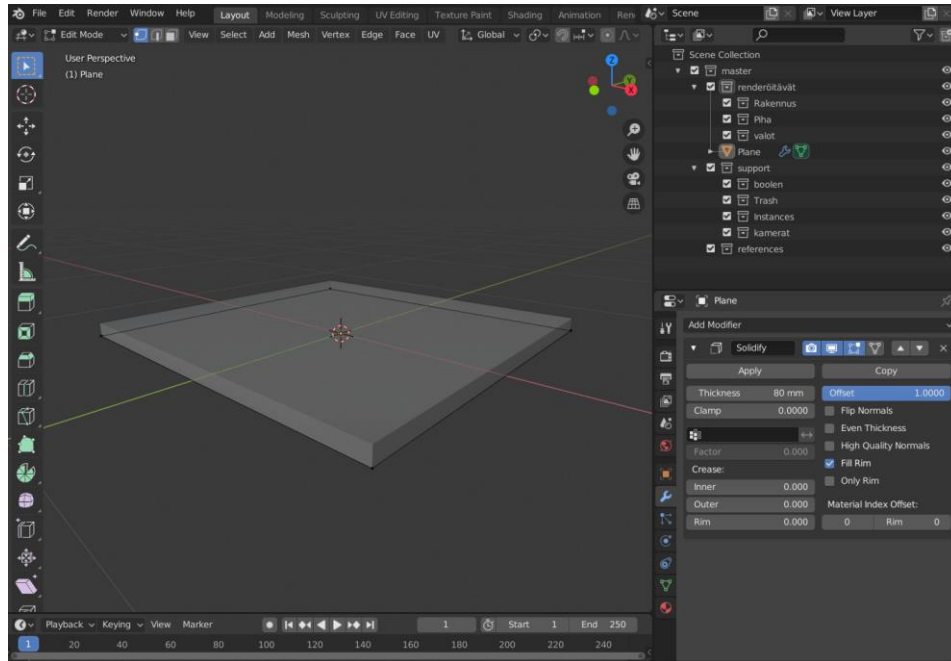 File Edit Render Window Help Layout Modeling Sculpting UV Editing Texture Paint Shading Animation Ren Scene View Layer
Edit Mode View Select Add Mesh Vertex Edge Face UV Global
User Perspective
(1) Plane
Z
Y
X
Scene Collection
master
renderöitävät
Rakennus
Piha
valot
Plane
support
boolen
Trash
Instances
kamerat
references
Plane
Add Modifier
Solidify
Apply Copy
Thickness 80 mm Offset 1.0000
Clamp 0.0000 Flip Normals
Even Thickness
High Quality Normals
Factor 0.000
Fill Rim
Crease:
Only Rim
Inner 0.000
Outer 0.000 Material Index Offset:
Rim 0.000 0 Rim 0
Playback Keying View Marker 1 Start 1 End 250
1 20 40 60 80 100 120 140 160 180 200 220 240